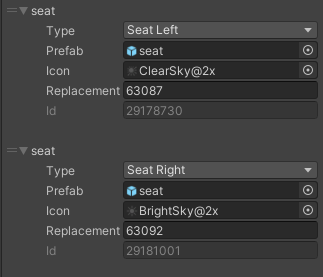 seat
Type Seat Left
Prefab seat
Icon ClearSky@2x
Replacement 63087
Id 29178730
seat
Type Seat Right
Prefab seat
Icon BrightSky@2x
Replacement 63092
Id 29181001